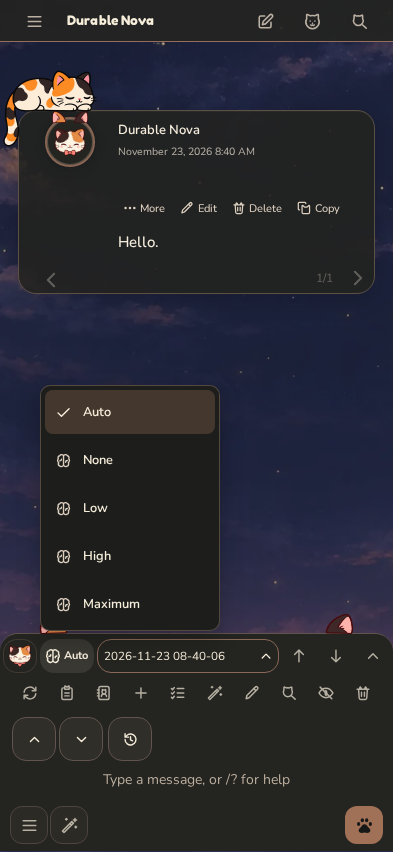 Durable Nova
Durable Nova
November 23, 2026 8:40 AM
More Edit Delete Copy
Hello.
1/1
Auto
None
Low
High
Maximum
Auto 2026-11-23 08-40-06
Type a message, or /? for help